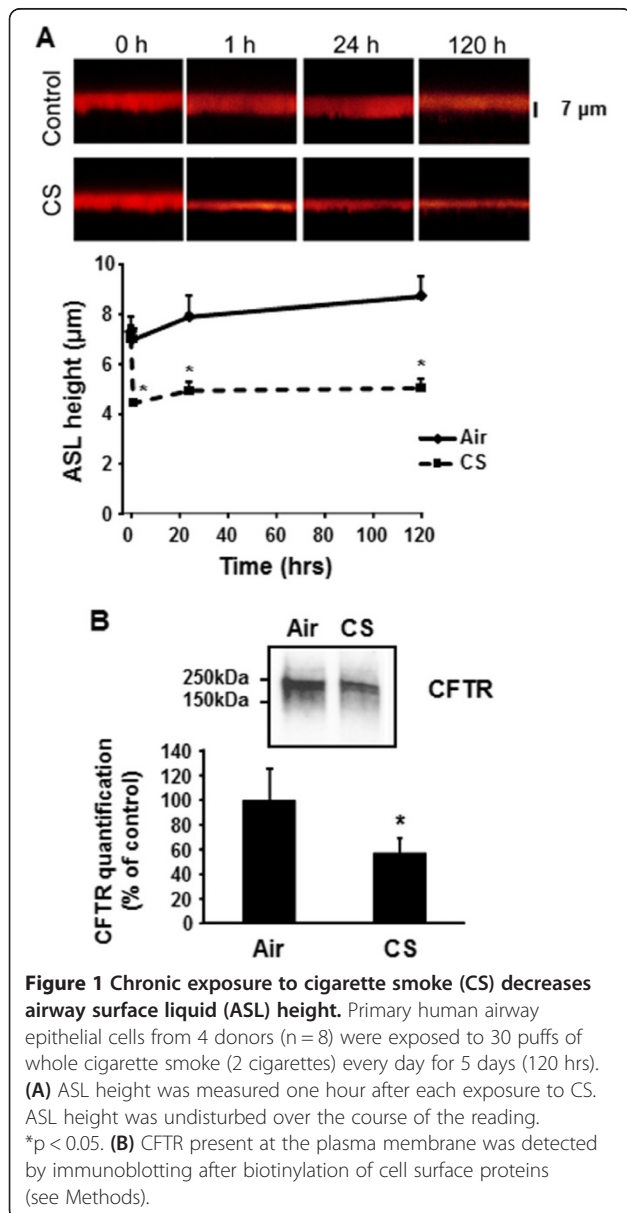 A
0 h 1 h 24 h 120 h
Control
7 µm
CS
10
8
6
4
2
0
ASL height (µm)
*
*
*
Air
CS
0 20 40 60 80 100 120
Time (hrs)
B
Air CS
250kDa
150kDa
CFTR
140
120
100
80
60
40
20
0
CFTR quantification
(% of control)
*
Air CS
Figure 1 Chronic exposure to cigarette smoke (CS) decreases
airway surface liquid (ASL) height. Primary human airway
epithelial cells from 4 donors (n = 8) were exposed to 30 puffs of
whole cigarette smoke (2 cigarettes) every day for 5 days (120 hrs).
(A) ASL height was measured one hour after each exposure to CS.
ASL height was undisturbed over the course of the reading.
*p < 0.05. (B) CFTR present at the plasma membrane was detected
by immunoblotting after biotinylation of cell surface proteins
(see Methods).